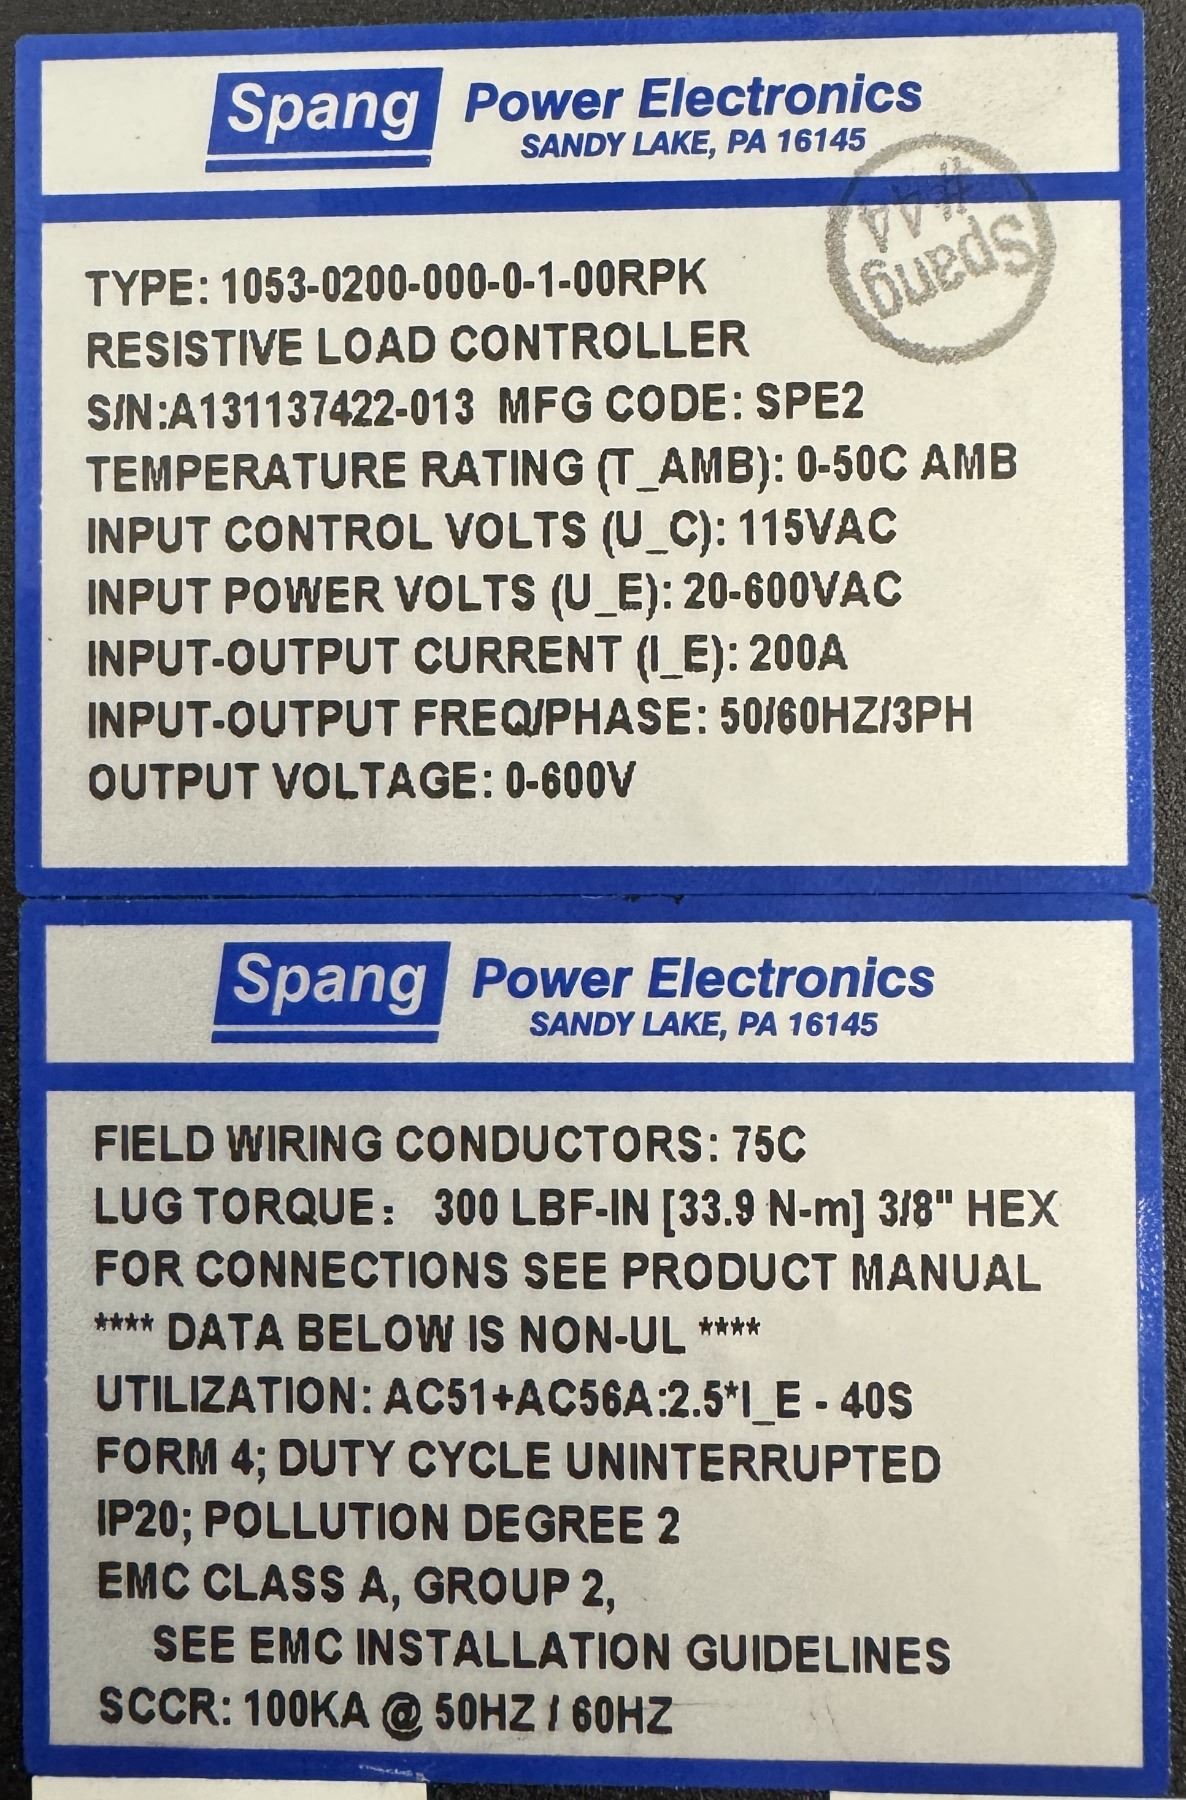 Spang Power Electronics
SANDY LAKE, PA 16145
Spang
#44
TYPE: 1053-0200-000-0-1-00RPK
RESISTIVE LOAD CONTROLLER
S/N:A131137422-013 MFG CODE: SPE2
TEMPERATURE RATING (T_AMB): 0-50C AMB
INPUT CONTROL VOLTS (U_C): 115VAC
INPUT POWER VOLTS (U_E): 20-600VAC
INPUT-OUTPUT CURRENT (I_E): 200A
INPUT-OUTPUT FREQ/PHASE: 50/60HZ/3PH
OUTPUT VOLTAGE: 0-600V
Spang Power Electronics
SANDY LAKE, PA 16145
FIELD WIRING CONDUCTORS: 75C
LUG TORQUE: 300 LBF-IN [33.9 N-m] 3/8" HEX
FOR CONNECTIONS SEE PRODUCT MANUAL
**** DATA BELOW IS NON-UL ****
UTILIZATION: AC51+AC56A:2.5*I_E - 40S
FORM 4; DUTY CYCLE UNINTERRUPTED
IP20; POLLUTION DEGREE 2
EMC CLASS A, GROUP 2,
SEE EMC INSTALLATION GUIDELINES
SCCR: 100KA @ 50HZ / 60HZ